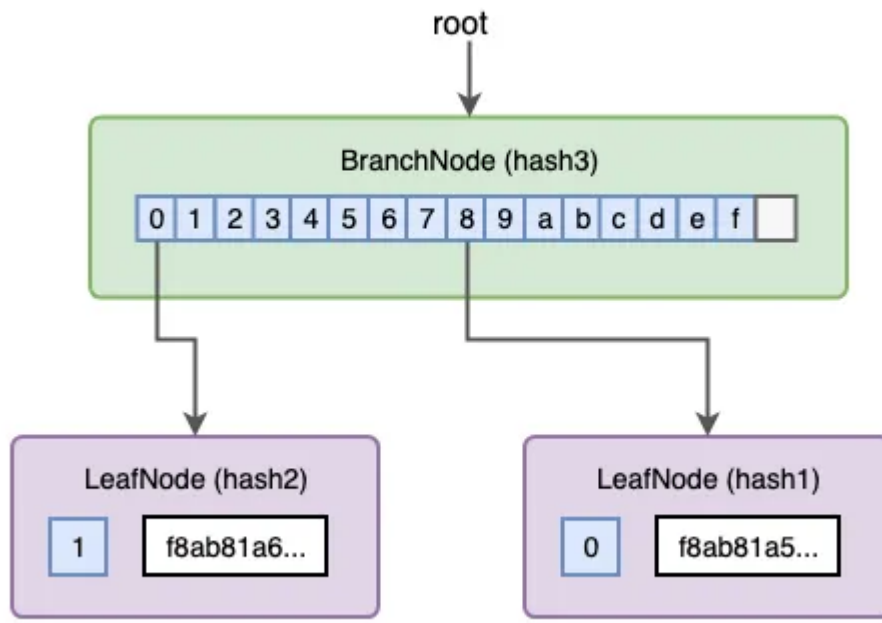 root
BranchNode (hash3)
0 1 2 3 4 5 6 7 8 9 a b c d e f
LeafNode (hash2)
1 f8ab81a6...
LeafNode (hash1)
0 f8ab81a5...